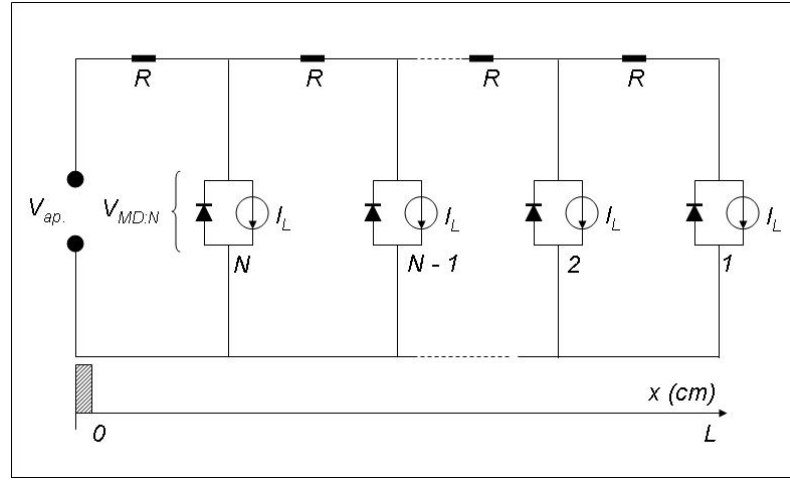 R R R R
V_ap. V_MD:N I_L I_L I_L I_L
N N - 1 2 1
x (cm)
0 L